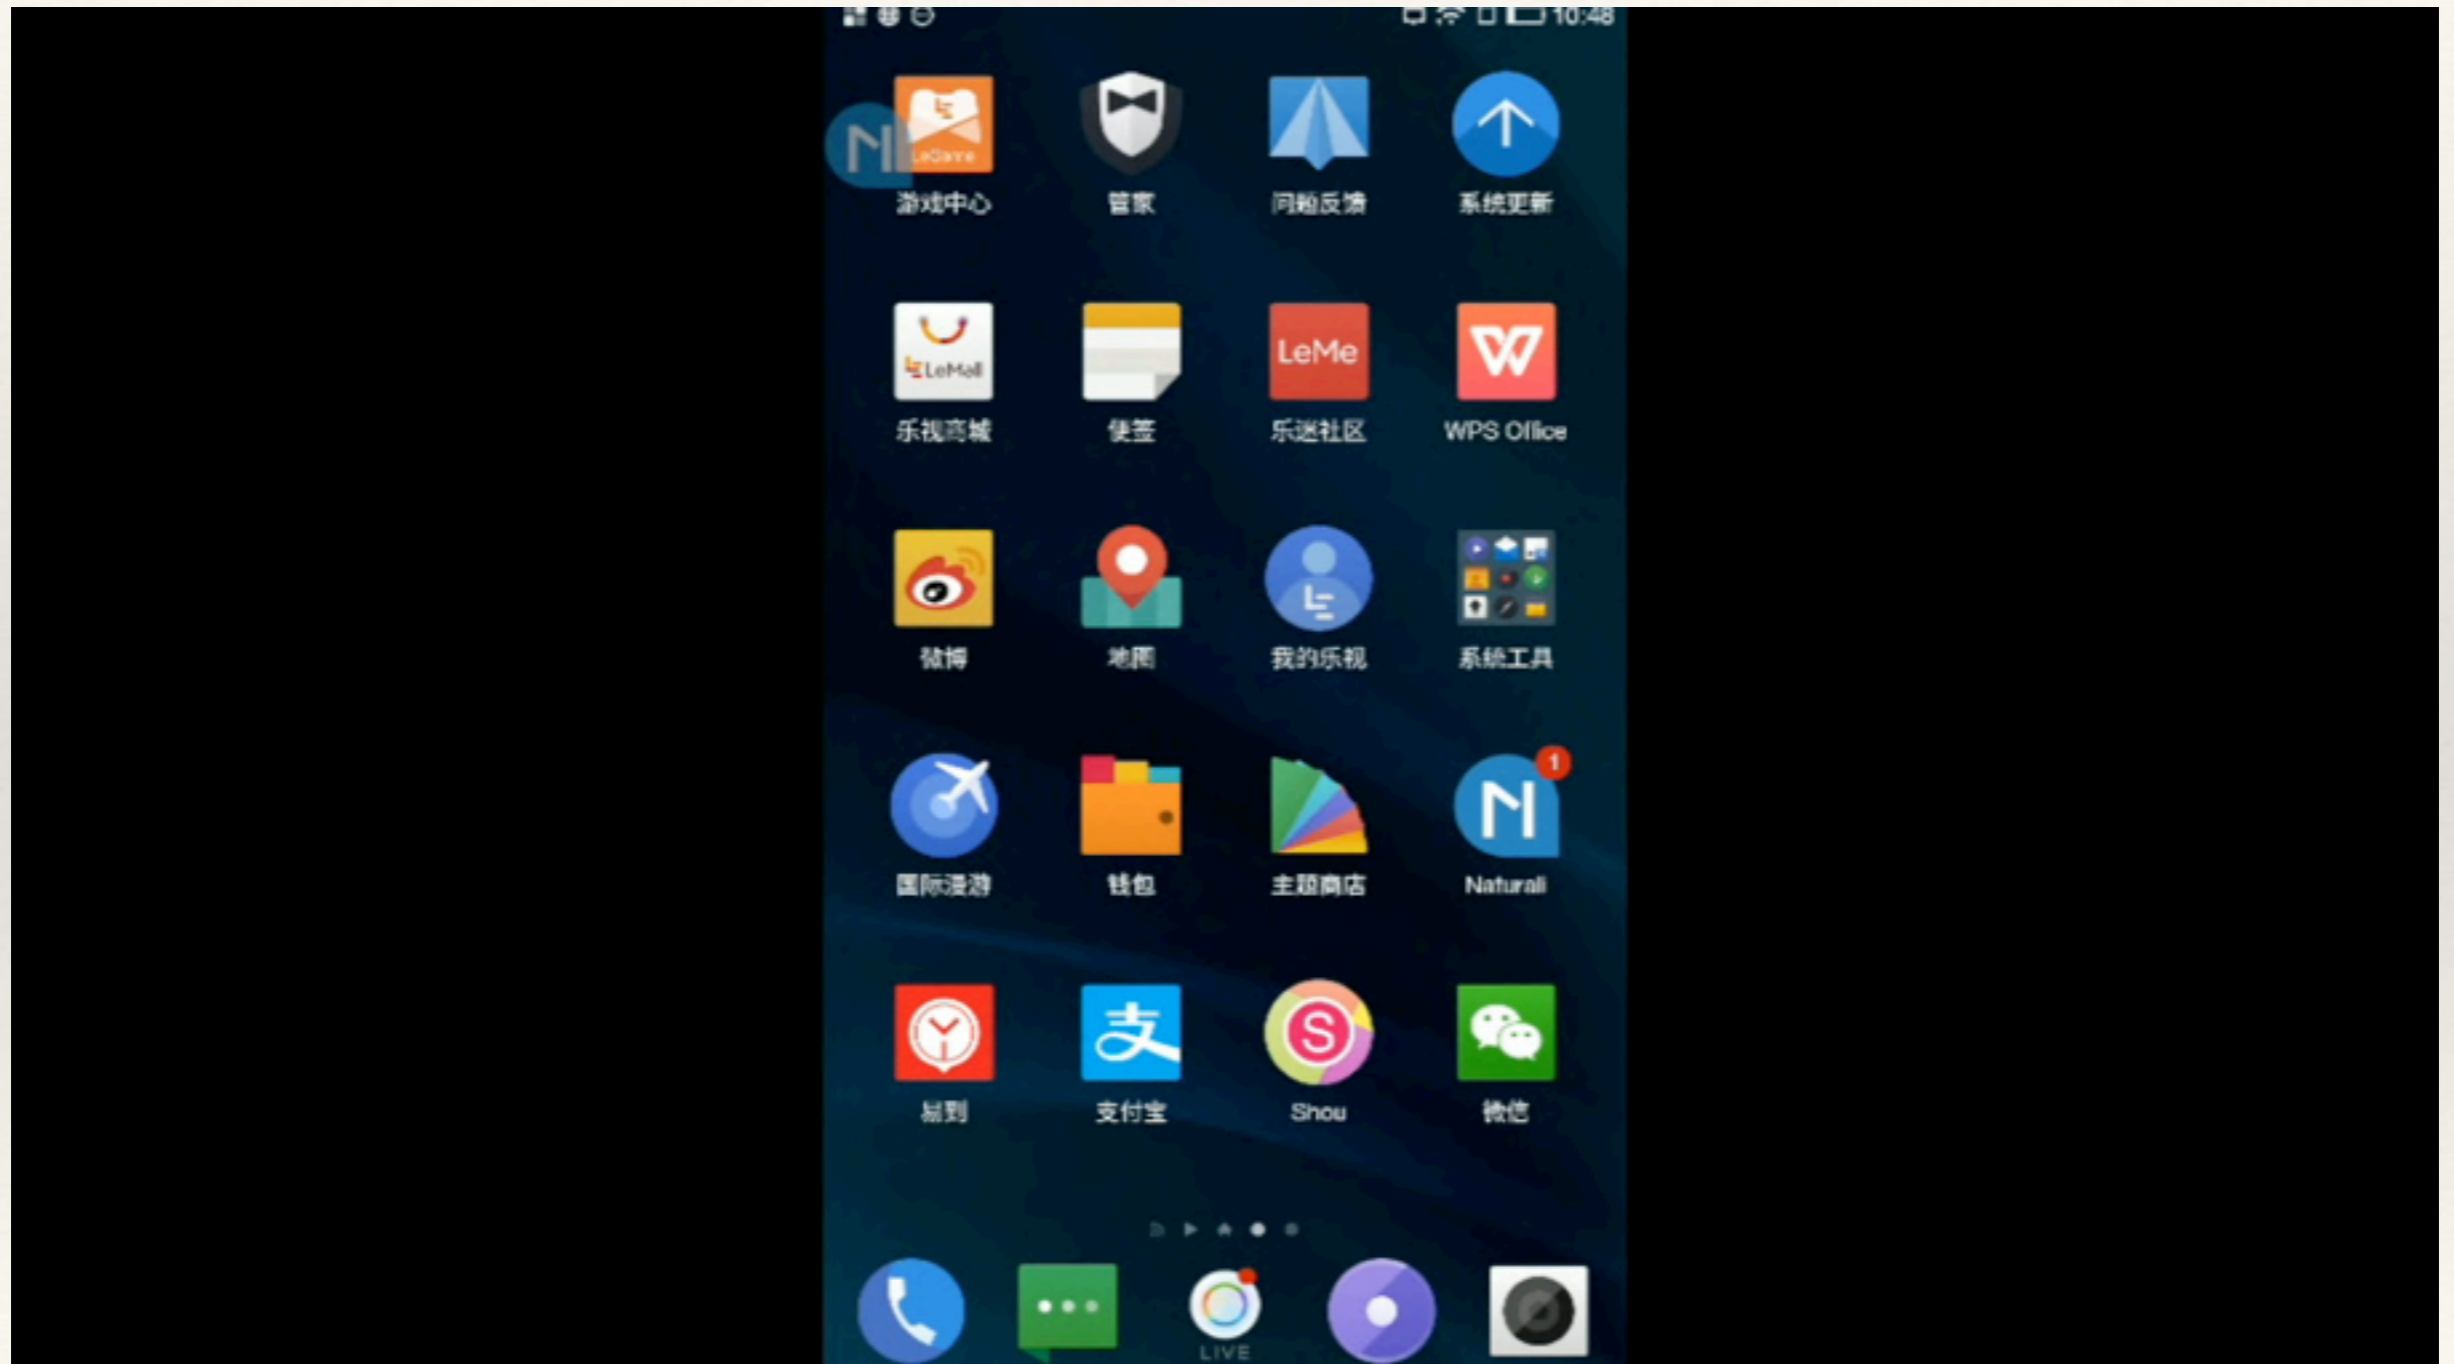 10:48
LeGame
游戏中心 管家 问题反馈 系统更新
LeMall
LeMe
乐视商城 便签 乐迷社区 WPS Office
微博 地图 我的乐视 系统工具
1
N
国际漫游 钱包 主题商店 Naturali
支
S
易到 支付宝 Shou 微信
LIVE